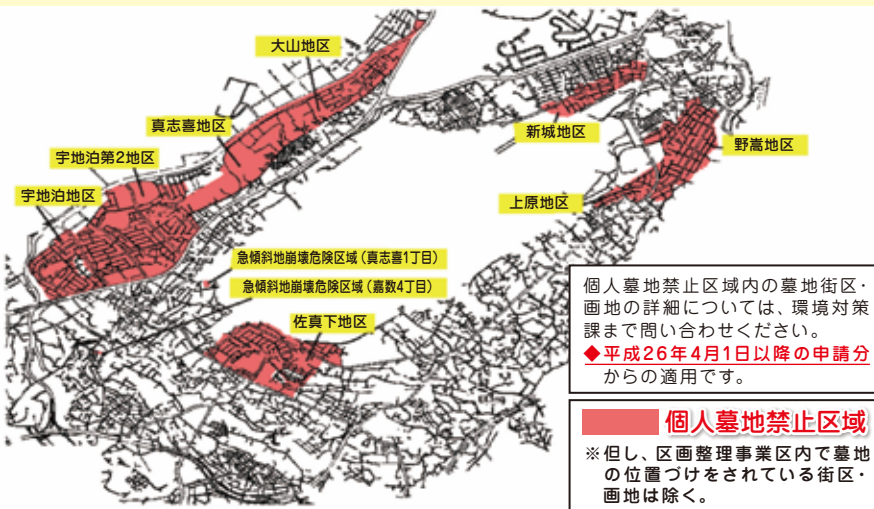 大山地区
真志喜地区
宇地泊第2地区
宇地泊地区
新城地区
野嵩地区
上原地区
急傾斜地崩壊危険区域(真志喜1丁目)
急傾斜地崩壊危険区域(嘉数4丁目)
佐真下地区
個人墓地禁止区域内の墓地街区・
画地の詳細については、環境対策
課まで問い合わせください。
◆平成26年4月1日以降の申請分
からの適用です。
個人墓地禁止区域
※但し、区画整理事業区内で墓地
の位置づけをされている街区・
画地は除く。